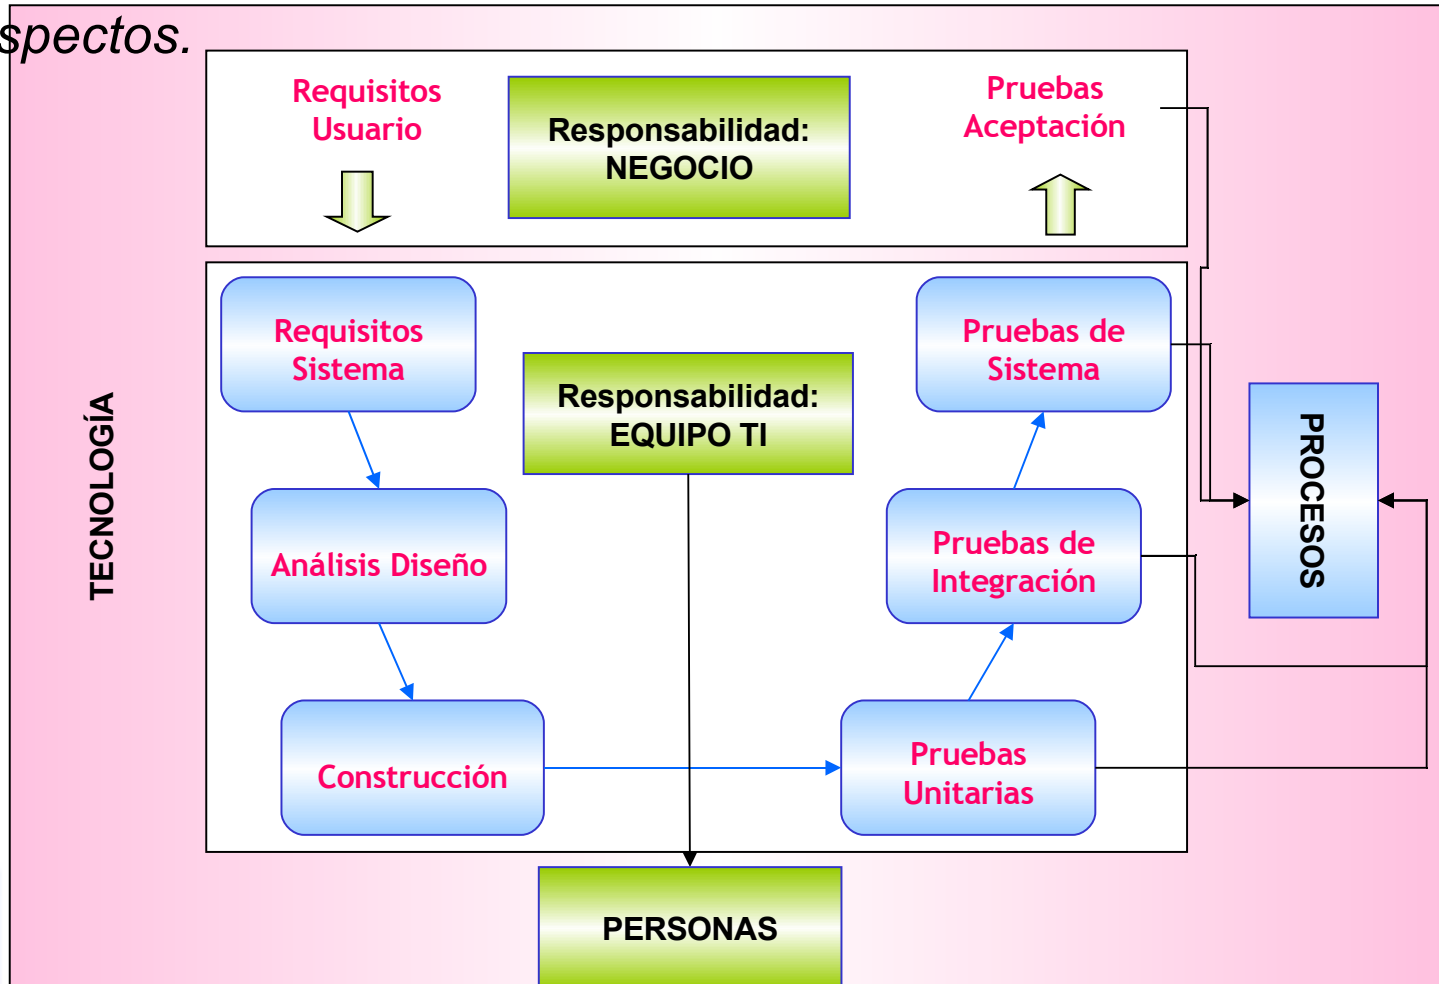 spectos.
Requisitos
Usuario
Responsabilidad:
NEGOCIO
Pruebas
Aceptación
Requisitos
Sistema
Responsabilidad:
EQUIPO TI
Pruebas de
Sistema
TECNOLOGÍA
PROCESOS
Análisis Diseño
Pruebas de
Integración
Construcción
Pruebas
Unitarias
PERSONAS